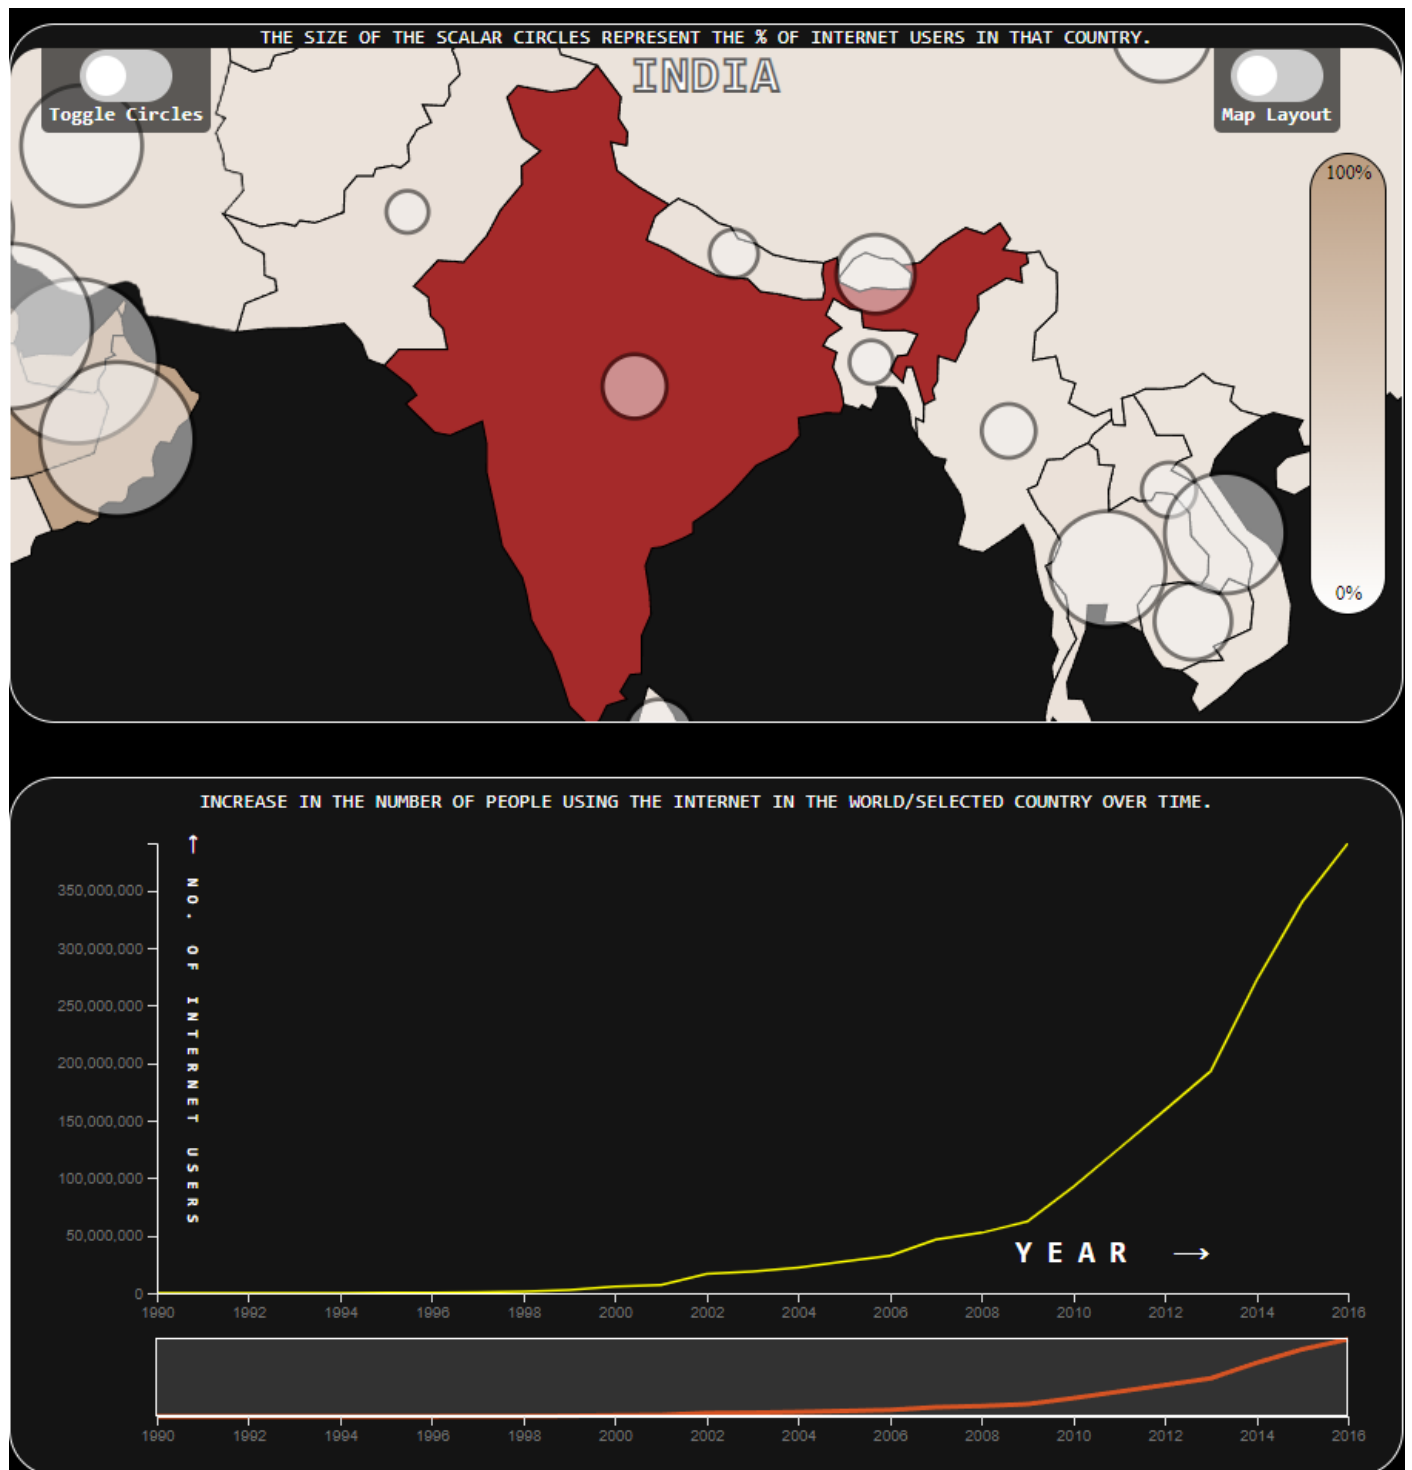 THE SIZE OF THE SCALAR CIRCLES REPRESENT THE % OF INTERNET USERS IN THAT COUNTRY.
INDIA
Toggle Circles
Map Layout
100%
0%
INCREASE IN THE NUMBER OF PEOPLE USING THE INTERNET IN THE WORLD/SELECTED COUNTRY OVER TIME.
↑ NO. OF INTERNET USERS
350,000,000
300,000,000
250,000,000
200,000,000
150,000,000
100,000,000
50,000,000
0
YEAR →
1990 1992 1994 1996 1998 2000 2002 2004 2006 2008 2010 2012 2014 2016
1990 1992 1994 1996 1998 2000 2002 2004 2006 2008 2010 2012 2014 2016